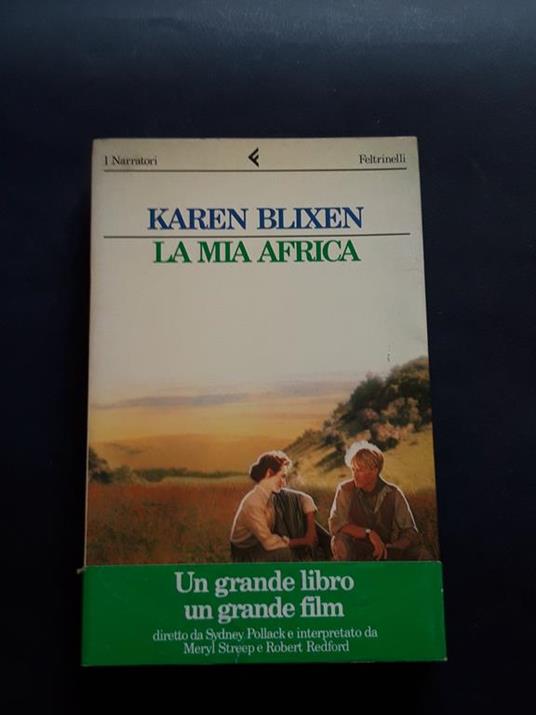 I Narratori Feltrinelli
KAREN BLIXEN
LA MIA AFRICA
Un grande libro
un grande film
diretto da Sydney Pollack e interpretato da
Meryl Streep e Robert Redford